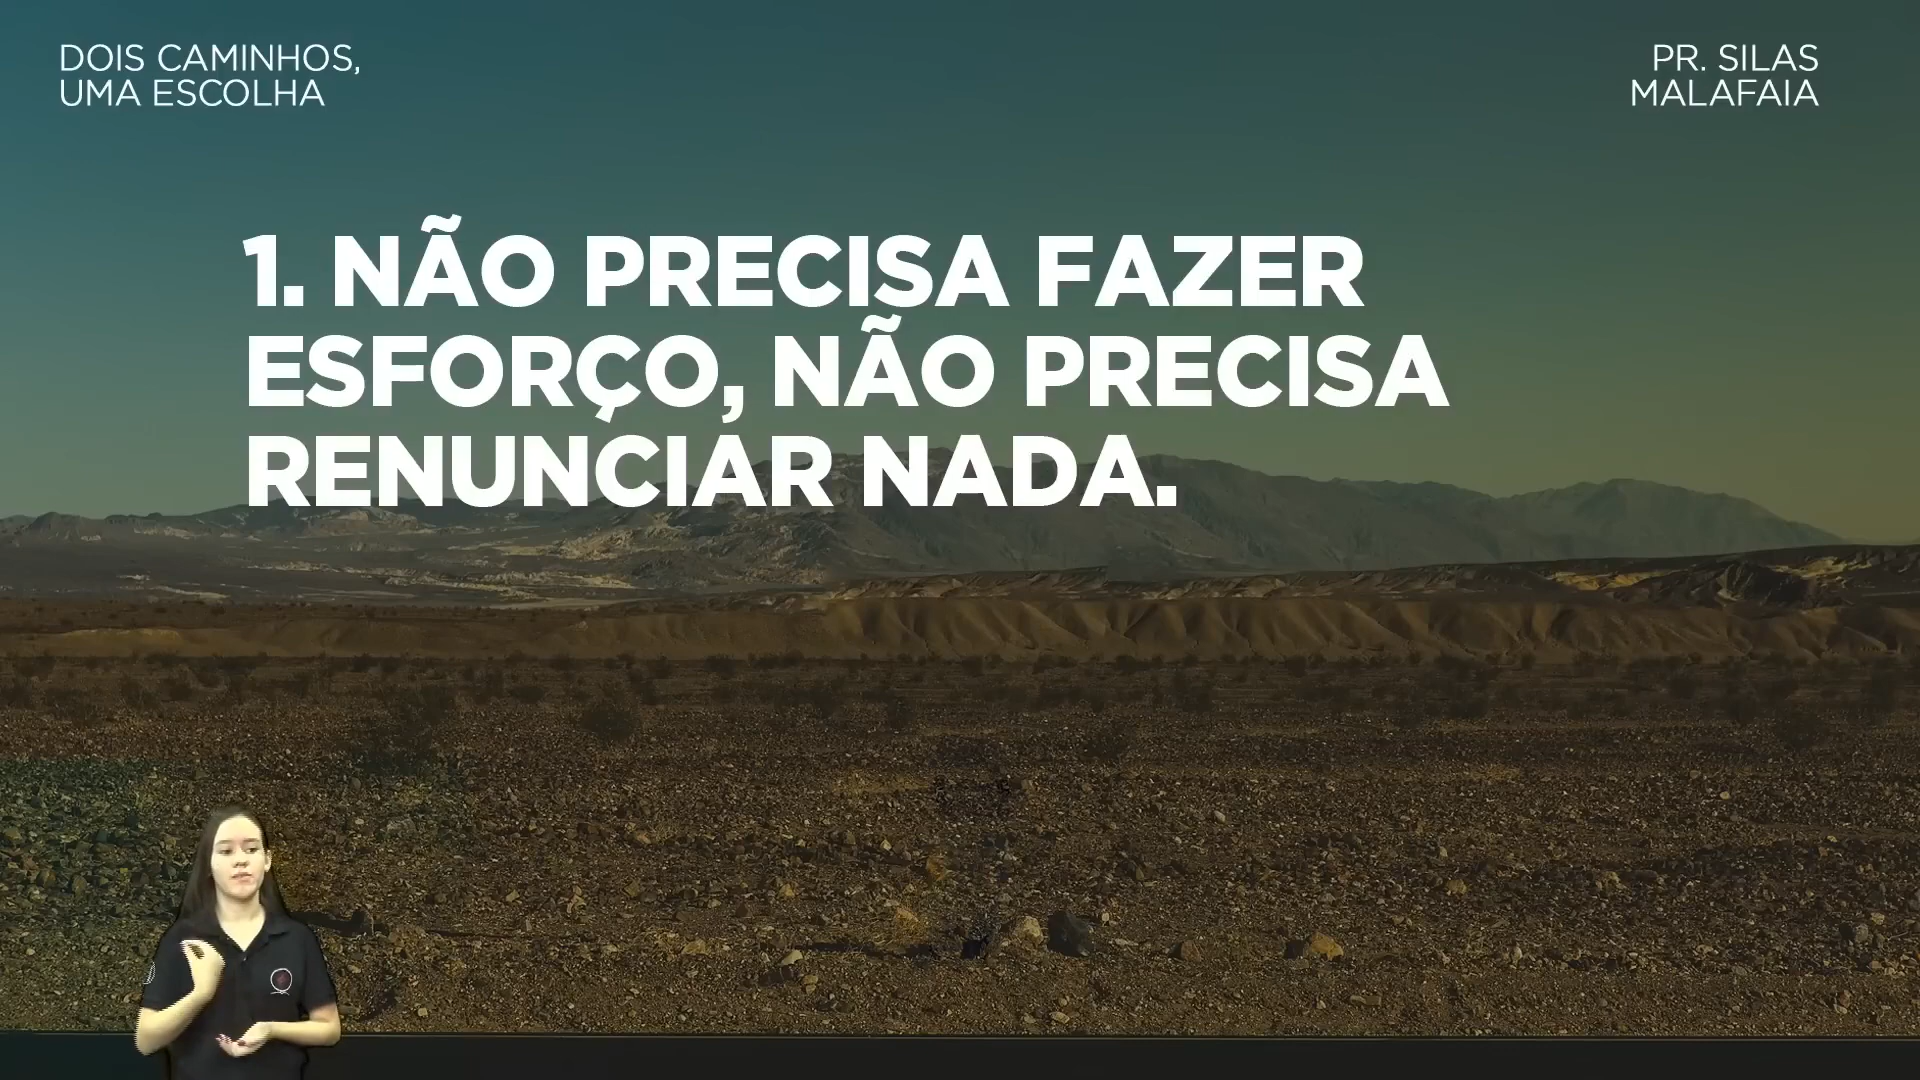 DOIS CAMINHOS,
UMA ESCOLHA
PR. SILAS
MALAFAIA
1. NÃO PRECISA FAZER
ESFORÇO, NÃO PRECISA
RENUNCIAR NADA.